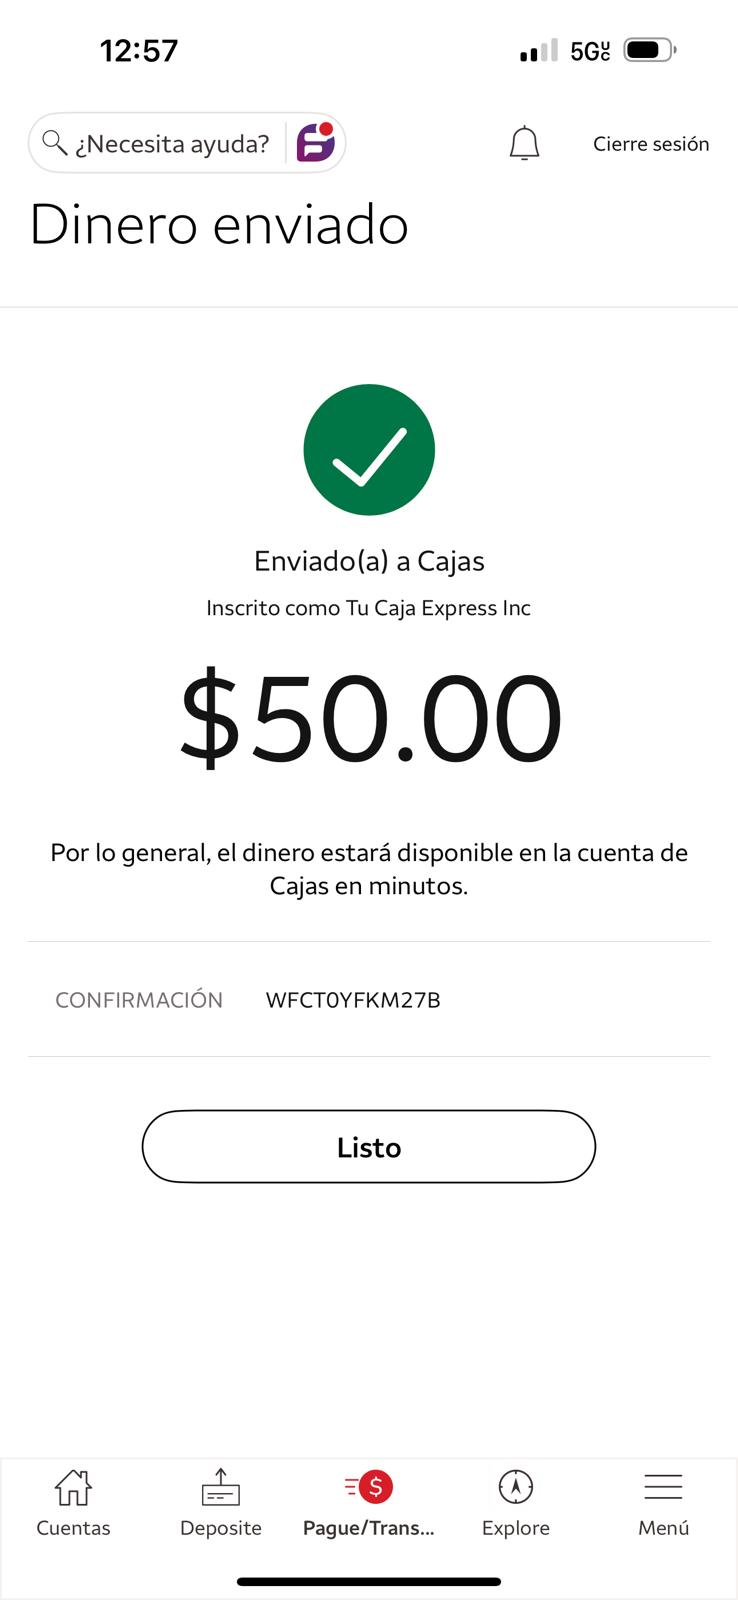 12:57
5GUC
¿Necesita ayuda?
Cierre sesión
Dinero enviado
Enviado(a) a Cajas
Inscrito como Tu Caja Express Inc
$50.00
Por lo general, el dinero estará disponible en la cuenta de
Cajas en minutos.
CONFIRMACIÓN WFCT0YFKM27B
Listo
$
Cuentas
Deposite
Pague/Trans...
Explore
Menú